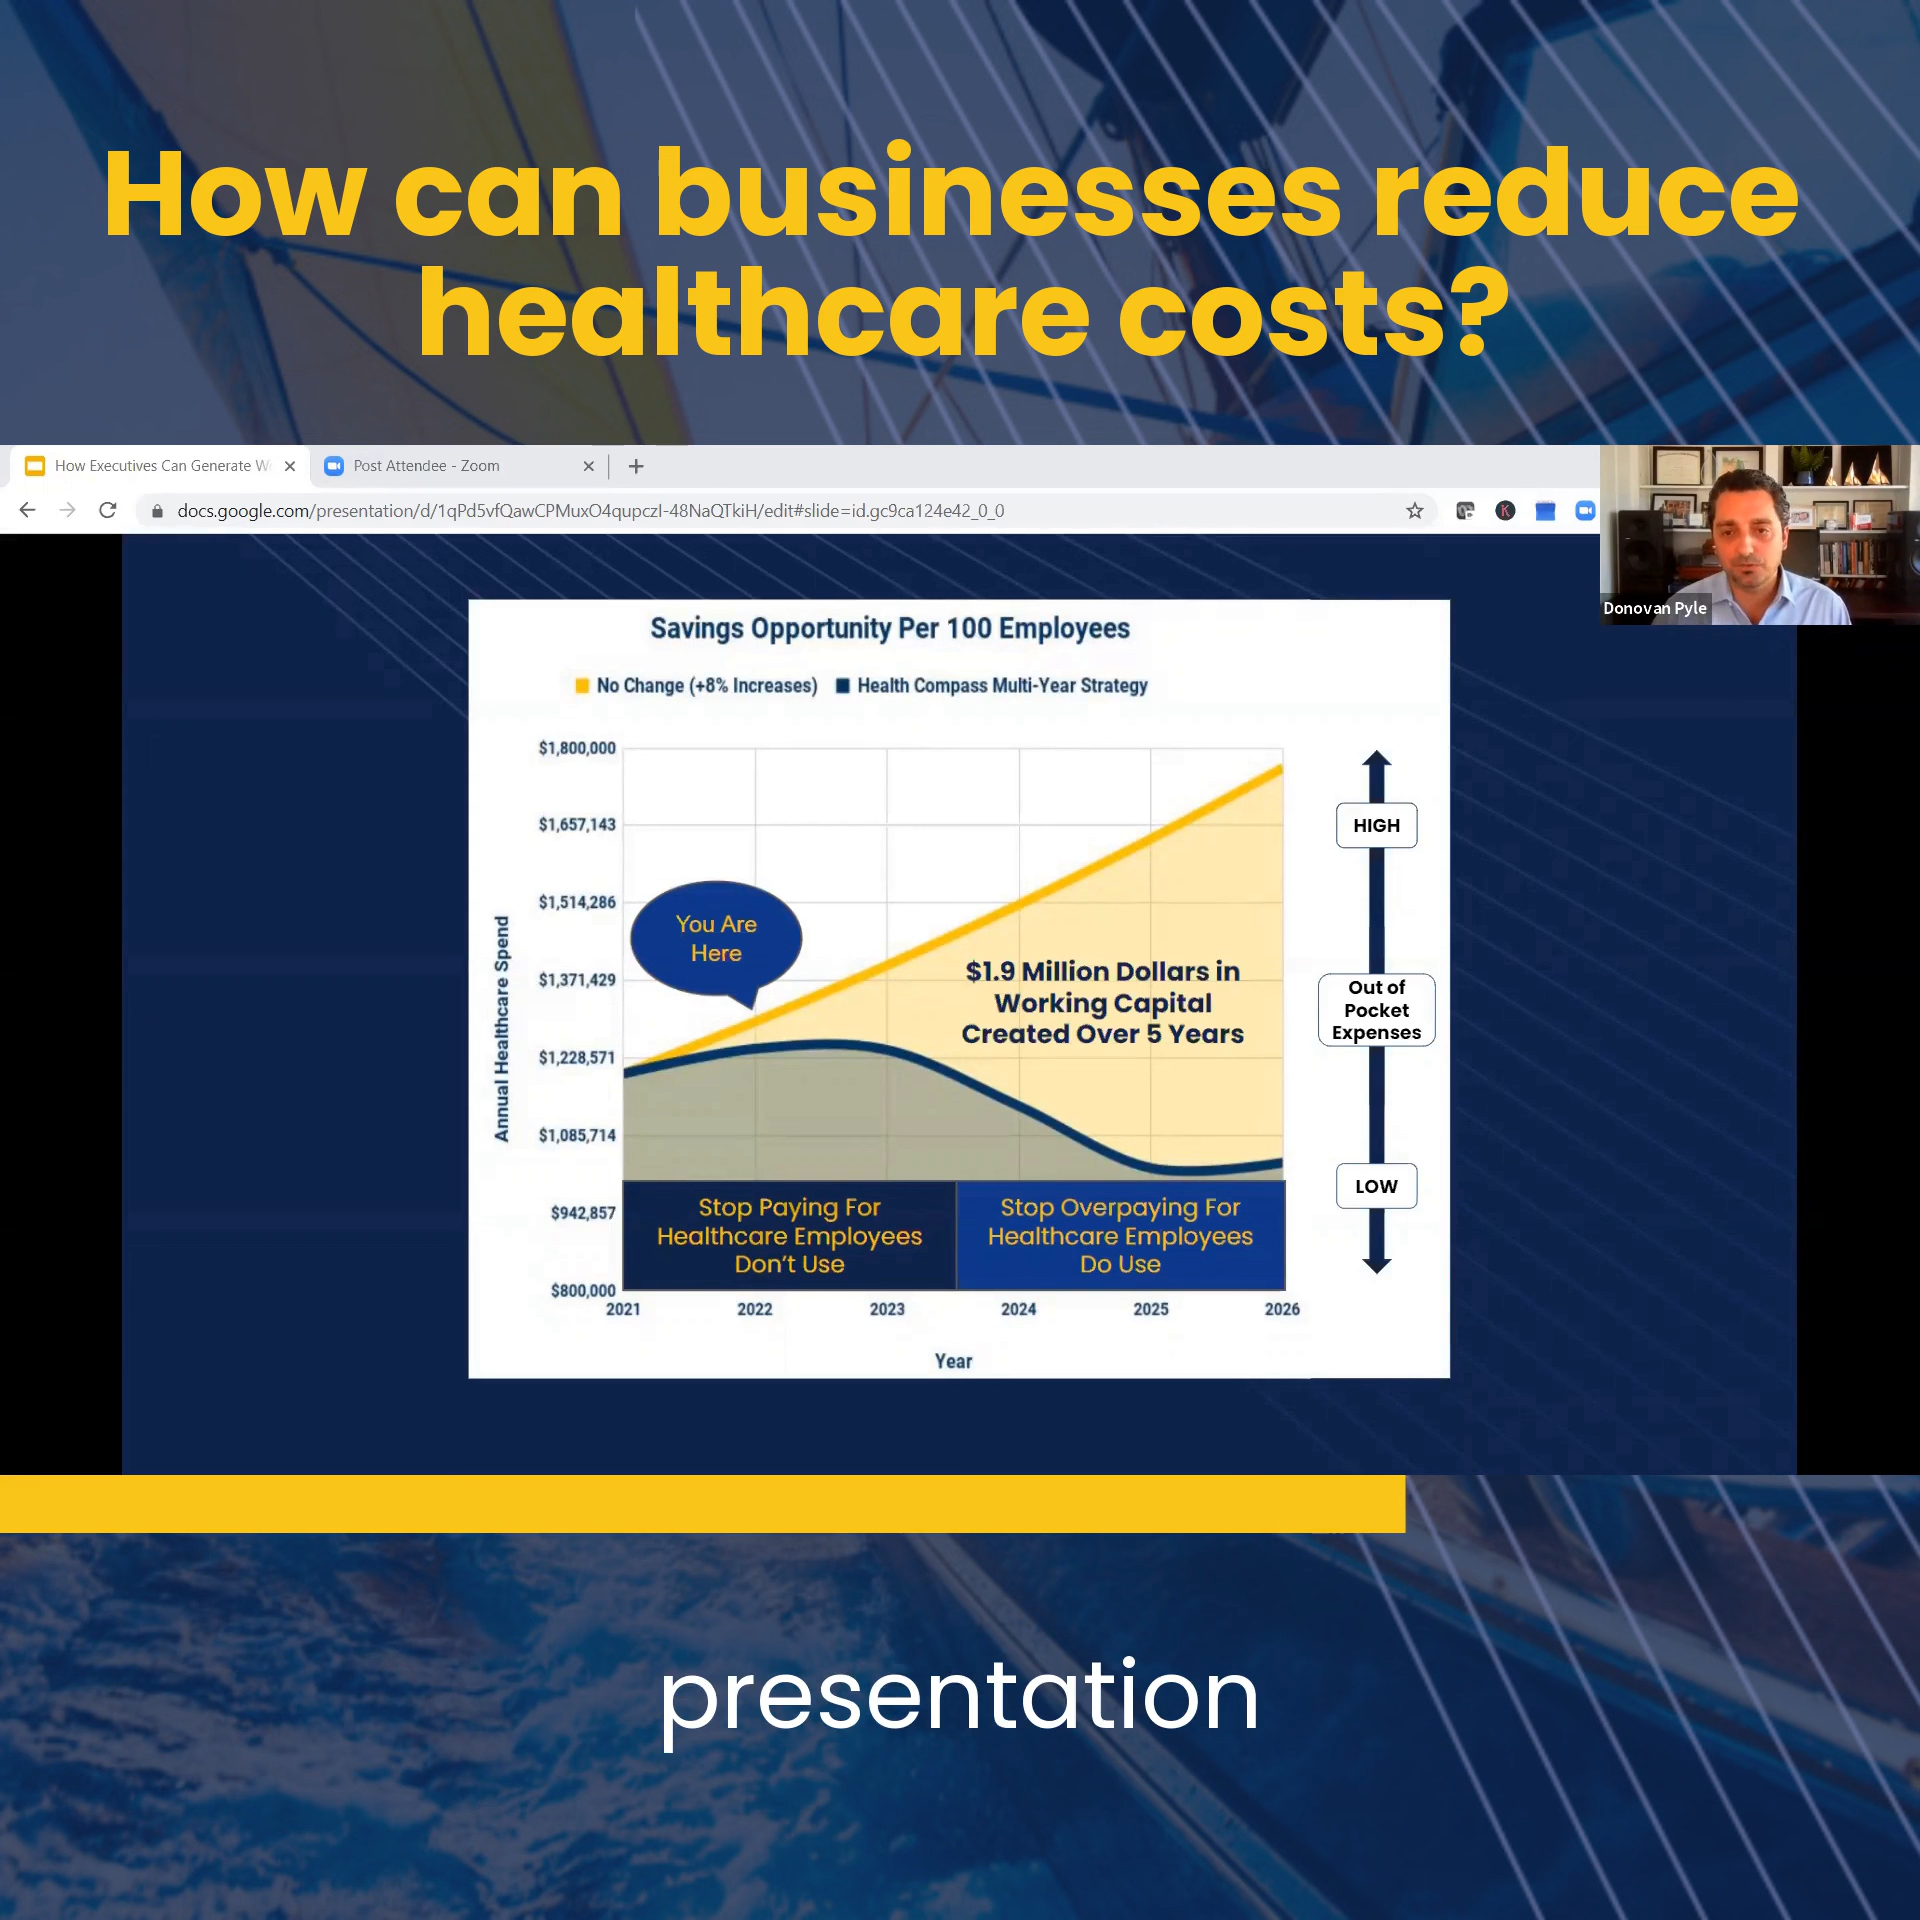 How can businesses reduce
healthcare costs?
How Executives Can Generate W
Post Attendee - Zoom
docs.google.com/presentation/d/1qPd5vfQawCPMuxO4qupczI-48NaQTkiH/edit#slide=id.gc9ca124e42_0_0
K
Donovan Pyle
Savings Opportunity Per 100 Employees
No Change (+8% Increases)
Health Compass Multi-Year Strategy
Annual Healthcare Spend
$1,800,000
$1,657,143
$1,514,286
$1,371,429
$1,228,571
$1,085,714
$942,857
$800,000
You Are
Here
$1.9 Million Dollars in
Working Capital
Created Over 5 Years
Stop Paying For
Healthcare Employees
Don't Use
Stop Overpaying For
Healthcare Employees
Do Use
2021
2022
2023
2024
2025
2026
Year
HIGH
Out of
Pocket
Expenses
LOW
presentation